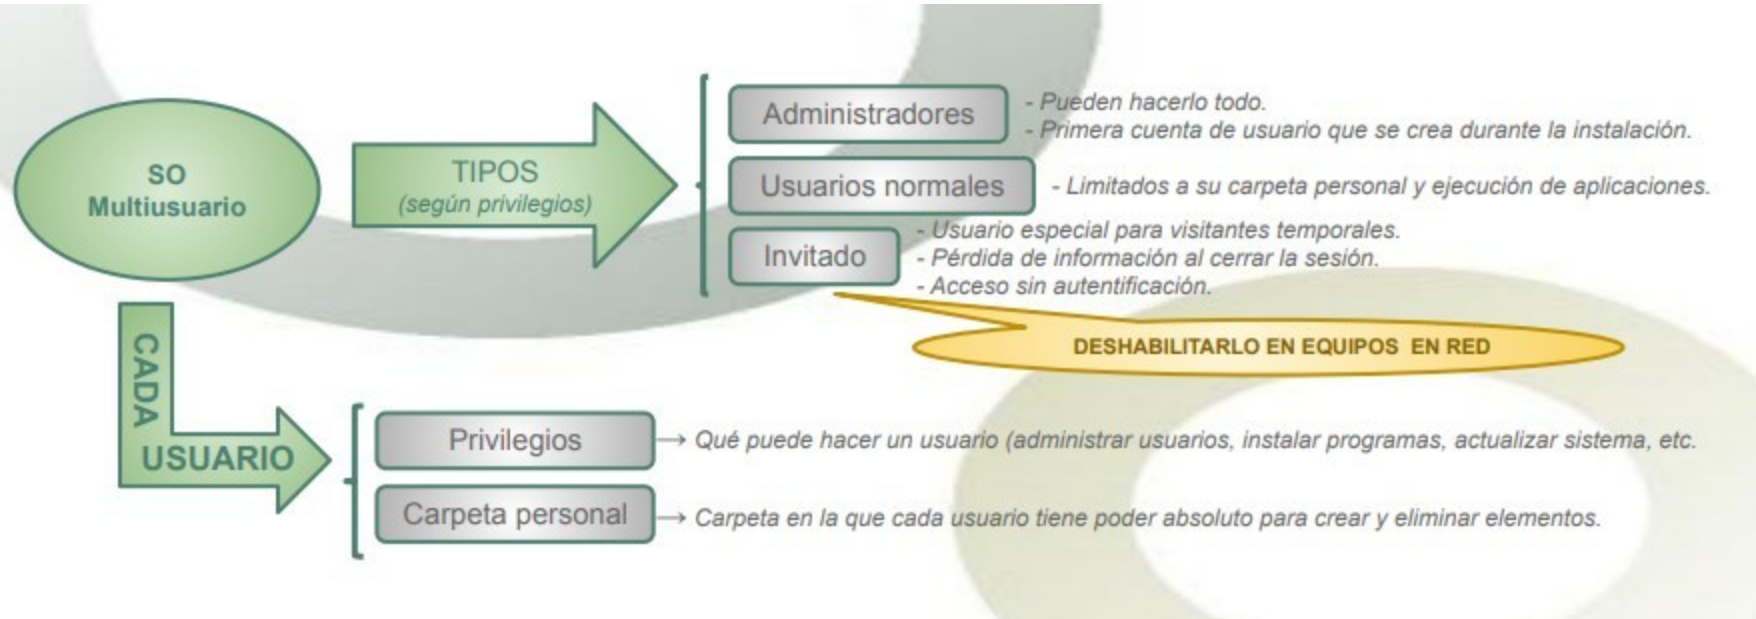 SO
Multiusuario
TIPOS
(según privilegios)
Administradores
- Pueden hacerlo todo.
- Primera cuenta de usuario que se crea durante la instalación.
Usuarios normales
- Limitados a su carpeta personal y ejecución de aplicaciones.
Invitado
- Usuario especial para visitantes temporales.
- Pérdida de información al cerrar la sesión.
- Acceso sin autentificación.
DESHABILITARLO EN EQUIPOS EN RED
CADA
USUARIO
Privilegios
→ Qué puede hacer un usuario (administrar usuarios, instalar programas, actualizar sistema, etc.
Carpeta personal
→ Carpeta en la que cada usuario tiene poder absoluto para crear y eliminar elementos.